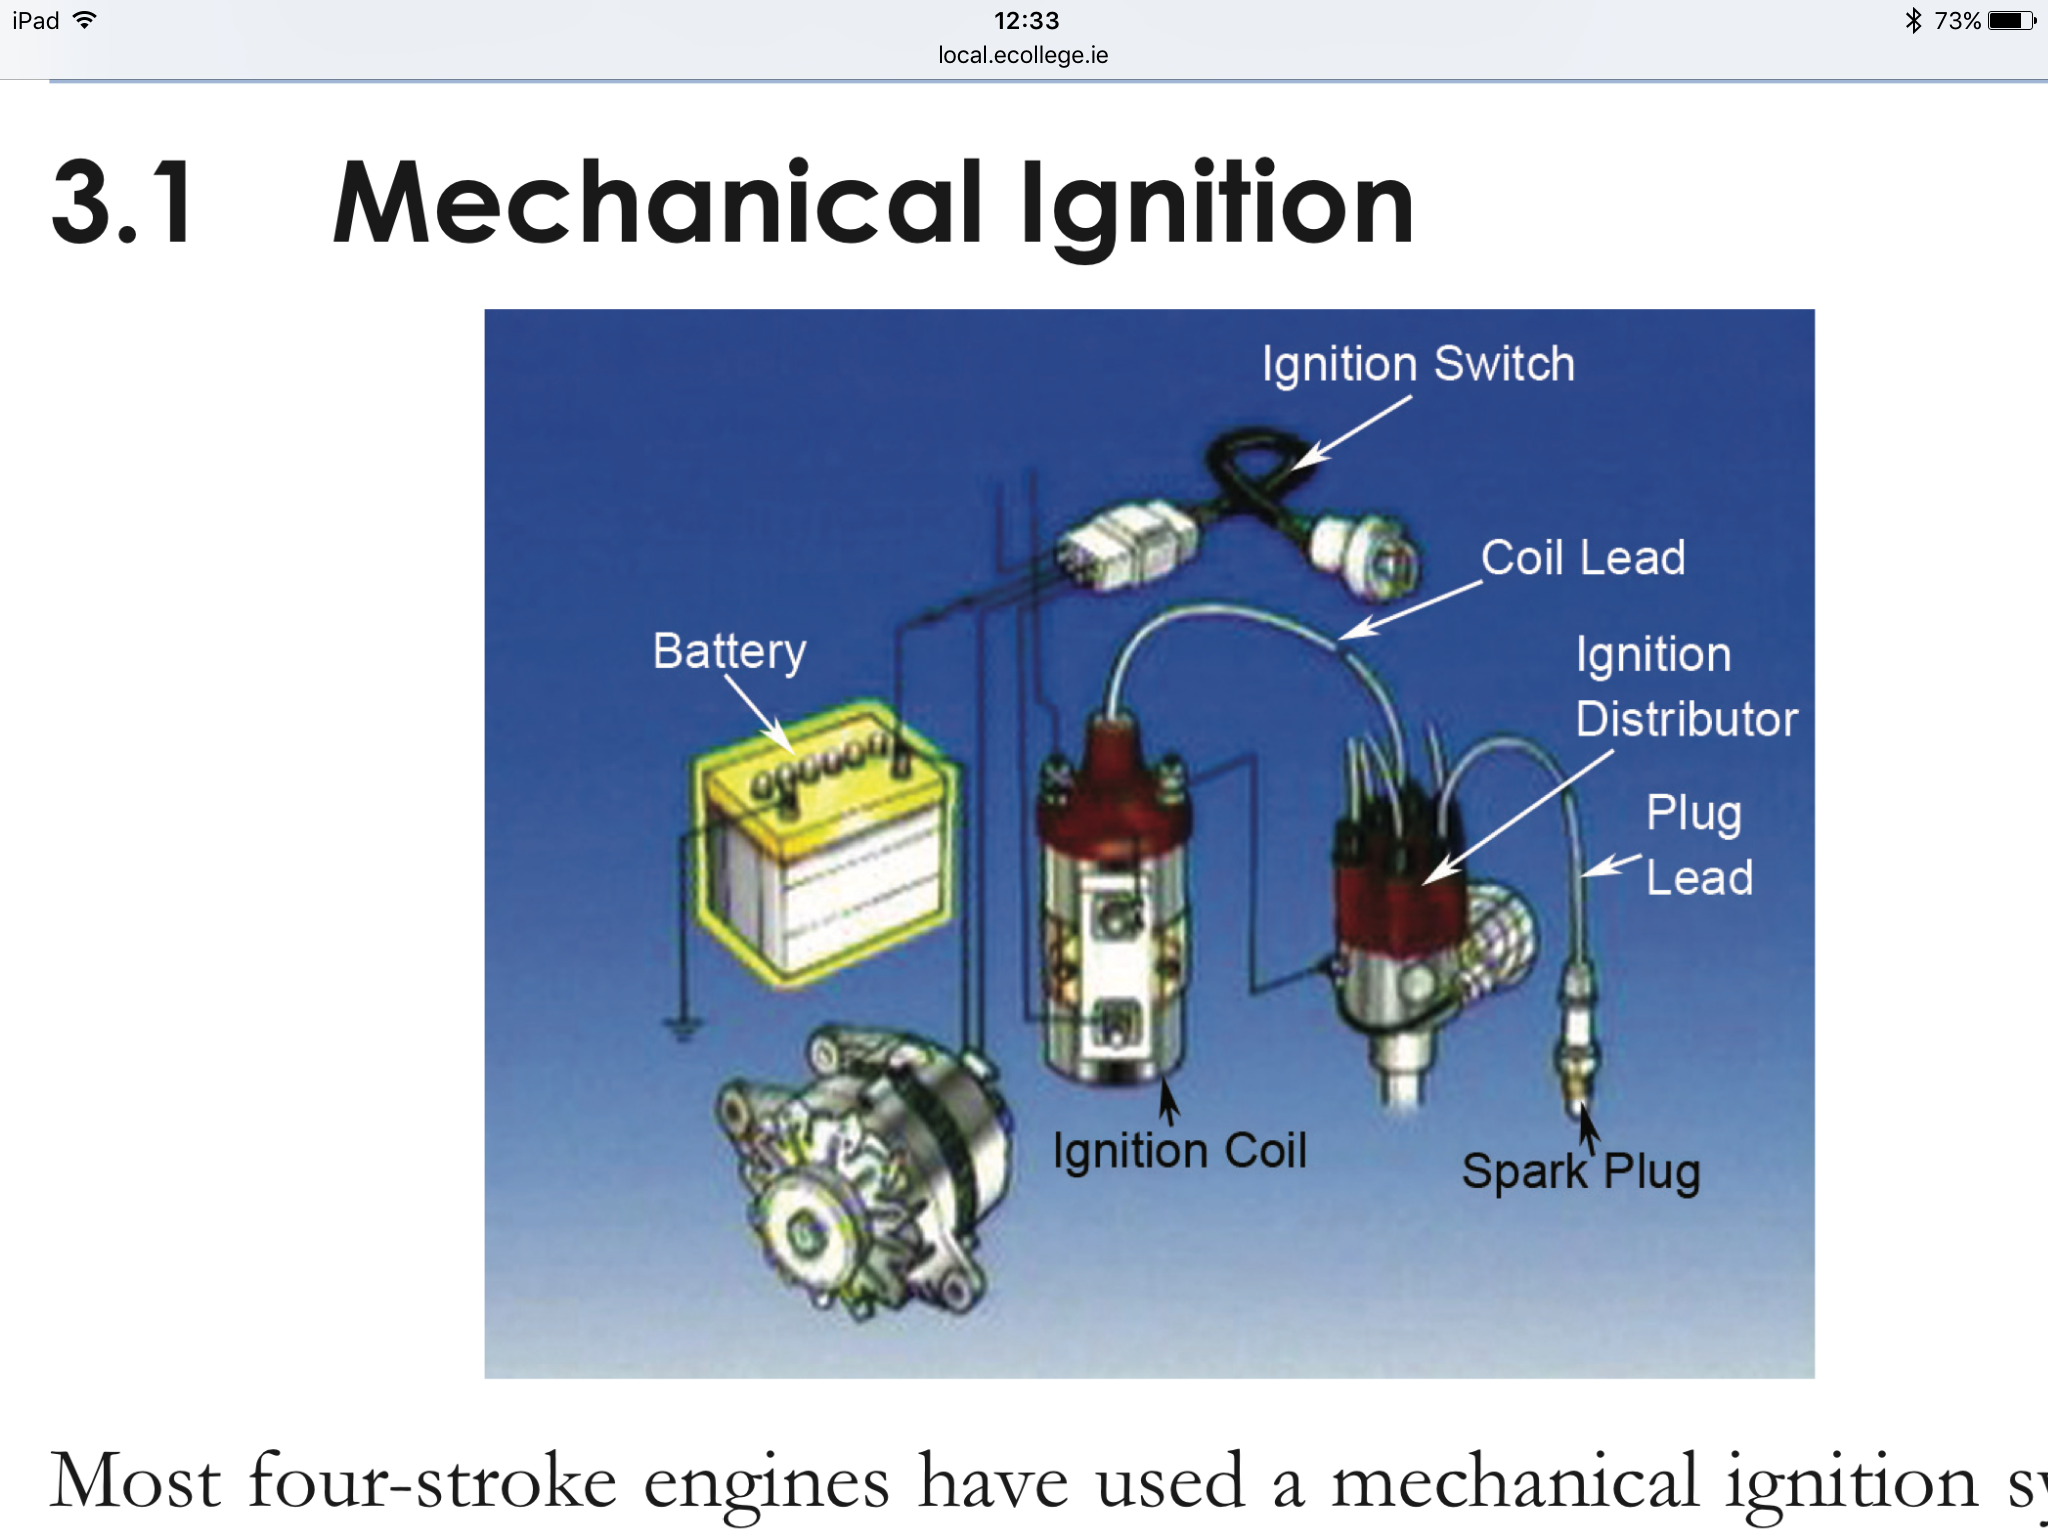 iPad
12:33
73%
local.ecollege.ie
3.1 Mechanical Ignition
Ignition Switch
Coil Lead
Battery
Ignition
Distributor
Plug
Lead
Ignition Coil
Spark Plug
Most four-stroke engines have used a mechanical ignition